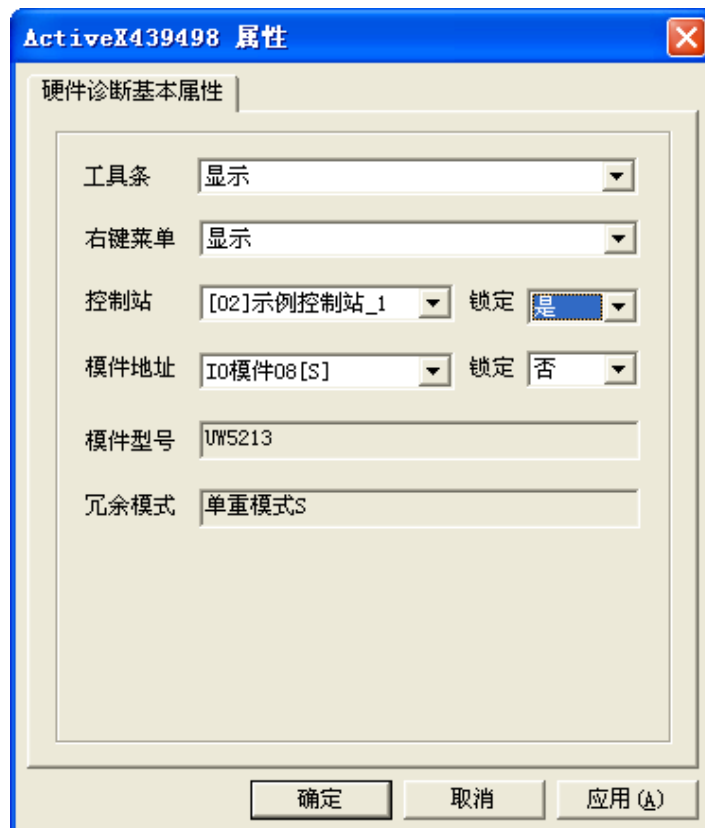 ActiveX439498 属性
硬件诊断基本属性
工具条 显示
右键菜单 显示
控制站 [02]示例控制站_1 锁定 是
模件地址 IO模件08[S] 锁定 否
模件型号 UW5213
冗余模式 单重模式S
确定 取消 应用(A)